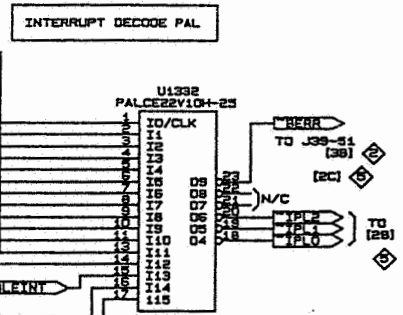 INTERRUPT DECODE PAL
U1332
PALCE22V10H-25
1 I0/CLK
2 I1
3 I2
4 I3
5 I4
6 I5 O9 23
7 I6 O8 22
8 I7 O7 21 N/C
9 I8 O6 20 ~IPL2
10 I9 O5 19 ~IPL1
11 I10 O4 18 ~IPL0
13 I11
14 I12
15 I13
16 I14
17 I15
~BERR
TO J39-51
[3B] 2
[2C] 5
TO
[2B]
5
LEINT